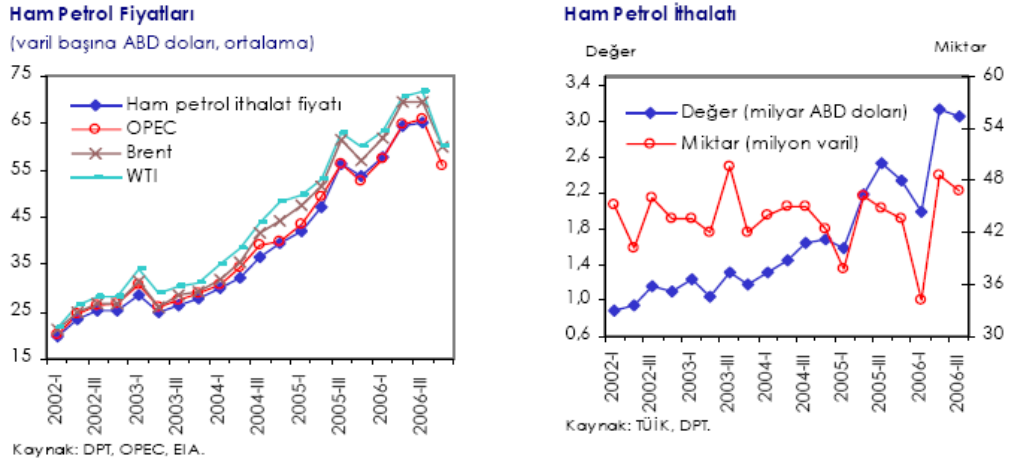 Ham Petrol Fiyatları
(varil başına ABD doları, ortalama)
75
65
55
45
35
25
15
Ham petrol ithalat fiyatı
OPEC
Brent
WTI
2002-I
2002-III
2003-I
2003-III
2004-I
2004-III
2005-I
2005-III
2006-I
2006-III
Kaynak: DPT, OPEC, EIA.
Ham Petrol İthalatı
Değer
Miktar
3,4
3,0
2,6
2,2
1,8
1,4
1,0
0,6
Değer (milyar ABD doları)
Miktar (milyon varil)
60
54
48
42
36
30
2002-I
2002-III
2003-I
2003-III
2004-I
2004-III
2005-I
2005-III
2006-I
2006-III
Kaynak: TÜİK, DPT.